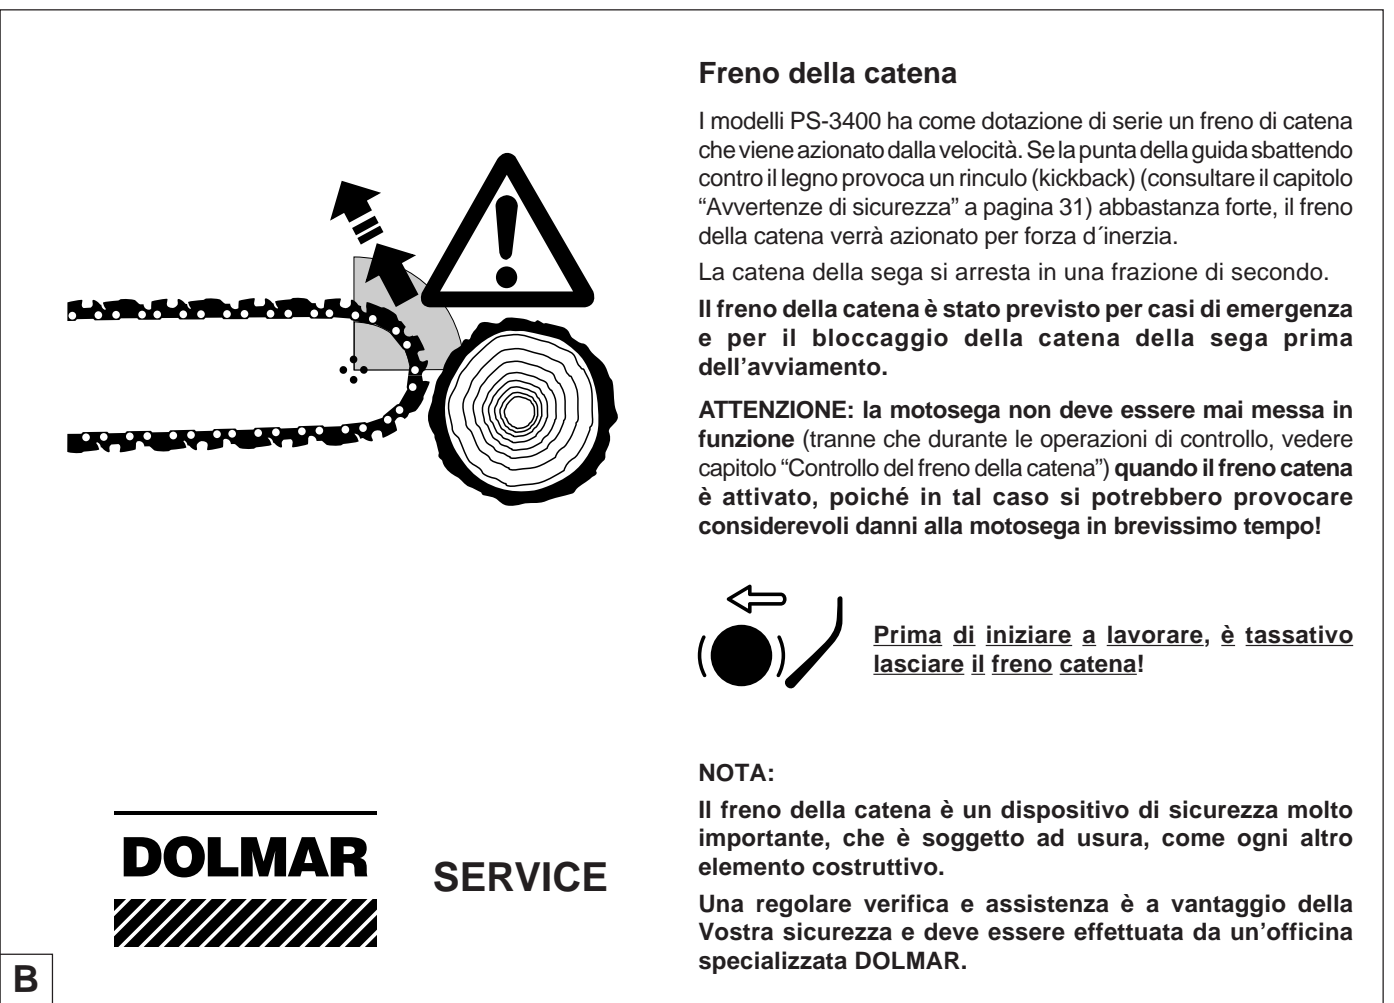 Freno della catena
I modelli PS-3400 ha come dotazione di serie un freno di catena
che viene azionato dalla velocità. Se la punta della guida sbattendo
contro il legno provoca un rinculo (kickback) (consultare il capitolo
“Avvertenze di sicurezza” a pagina 31) abbastanza forte, il freno
della catena verrà azionato per forza d´inerzia.
La catena della sega si arresta in una frazione di secondo.
Il freno della catena è stato previsto per casi di emergenza
e per il bloccaggio della catena della sega prima
dell’avviamento.
ATTENZIONE: la motosega non deve essere mai messa in
funzione (tranne che durante le operazioni di controllo, vedere
capitolo “Controllo del freno della catena”) quando il freno catena
è attivato, poiché in tal caso si potrebbero provocare
considerevoli danni alla motosega in brevissimo tempo!
Prima di iniziare a lavorare, è tassativo
lasciare il freno catena!
NOTA:
Il freno della catena è un dispositivo di sicurezza molto
importante, che è soggetto ad usura, come ogni altro
elemento costruttivo.
Una regolare verifica e assistenza è a vantaggio della
Vostra sicurezza e deve essere effettuata da un’officina
specializzata DOLMAR.
DOLMAR
SERVICE
B